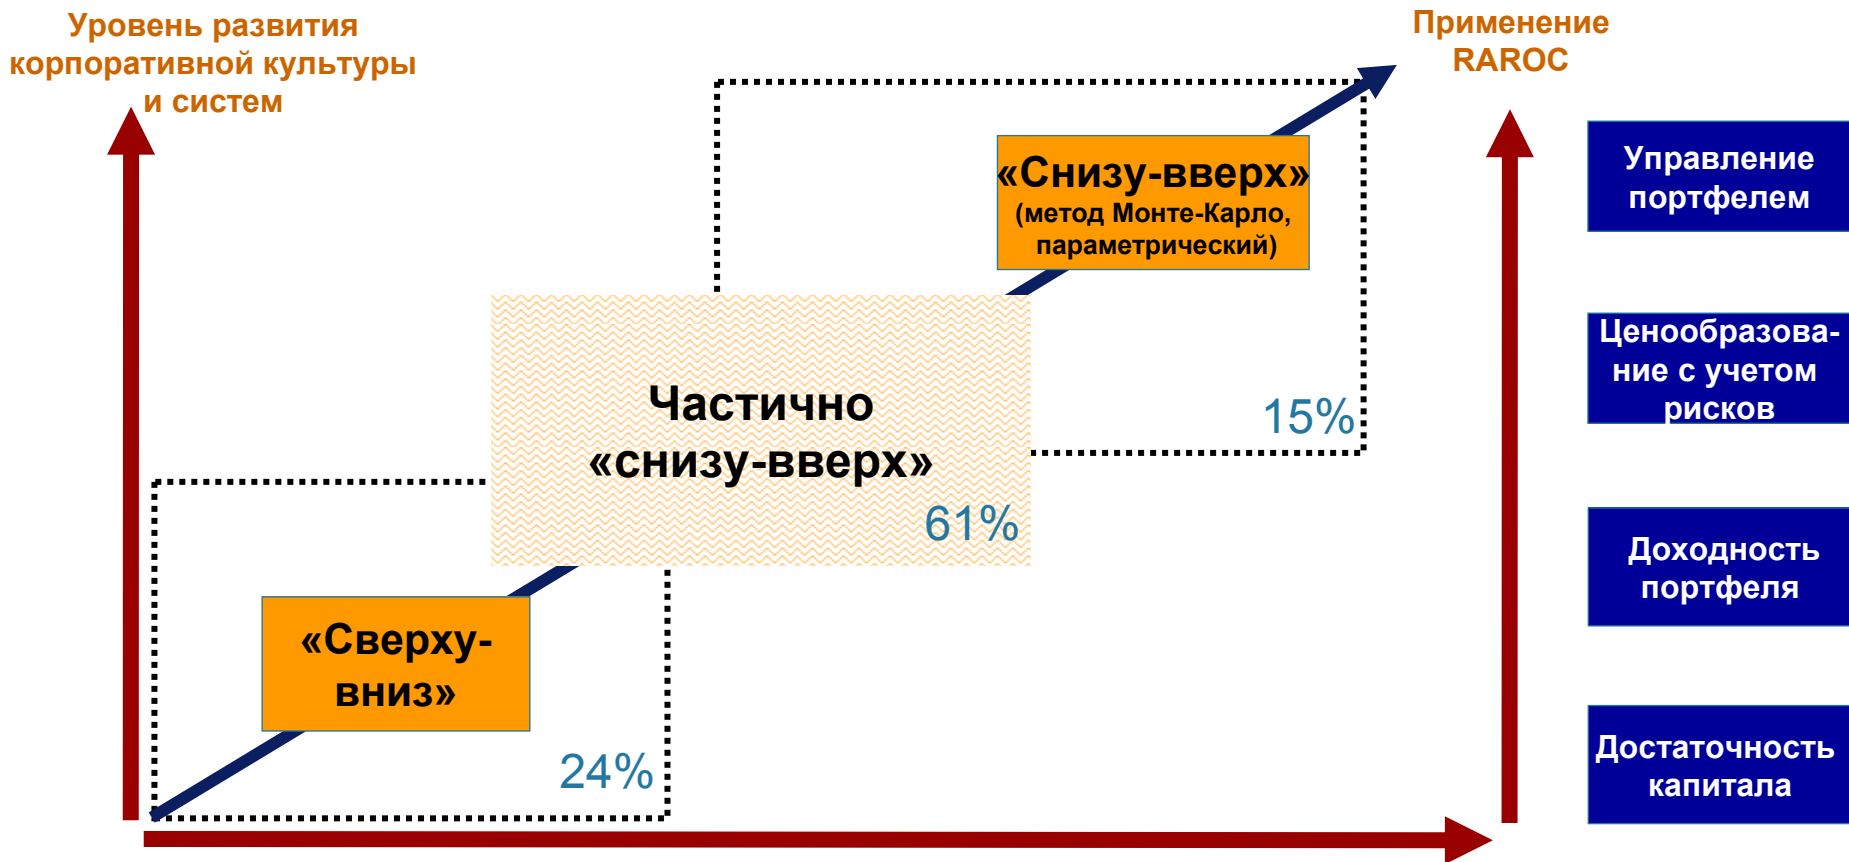 Уровень развития
корпоративной культуры
и систем
Применение
RAROC
«Снизу-вверх»
(метод Монте-Карло,
параметрический)
15%
Частично
«снизу-вверх»
61%
«Сверху-
вниз»
24%
Управление
портфелем
Ценообразова-
ние с учетом
рисков
Доходность
портфеля
Достаточность
капитала